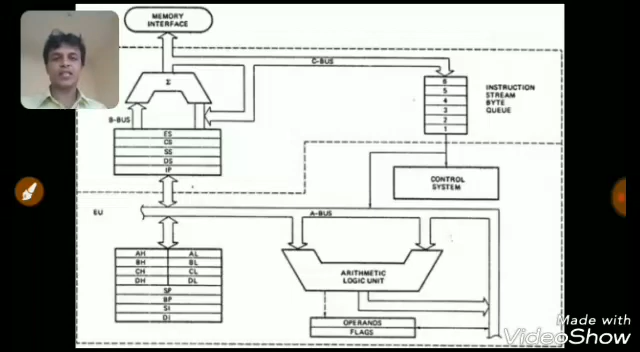 MEMORY
INTERFACE
C-BUS
Σ
B-BUS
ES
CS
SS
DS
IP
6
5
4
3
2
1
INSTRUCTION
STREAM
BYTE
QUEUE
CONTROL
SYSTEM
EU
A-BUS
AH AL
BH BL
CH CL
DH DL
SP
BP
SI
DI
ARITHMETIC
LOGIC UNIT
OPERANDS
FLAGS
Made with
VideoShow